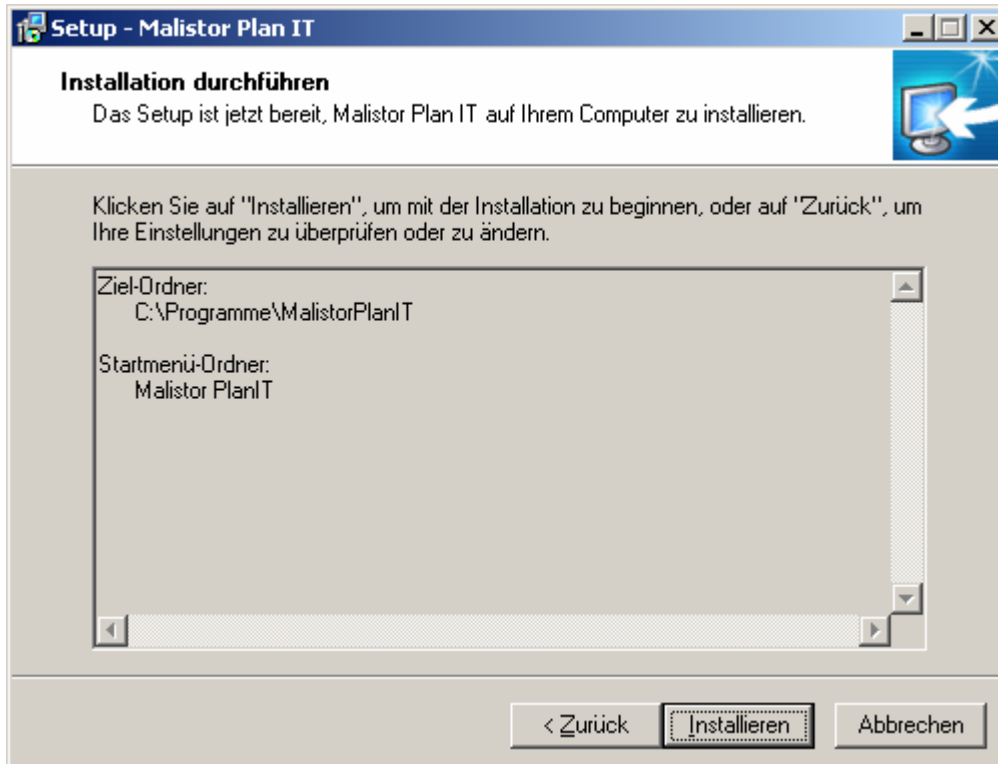 Setup - Malistor Plan IT
Installation durchführen
Das Setup ist jetzt bereit, Malistor Plan IT auf Ihrem Computer zu installieren.
Klicken Sie auf "Installieren", um mit der Installation zu beginnen, oder auf "Zurück", um
Ihre Einstellungen zu überprüfen oder zu ändern.
Ziel-Ordner:
C:\Programme\MalistorPlanIT
Startmenü-Ordner:
Malistor PlanIT
< Zurück
Installieren
Abbrechen